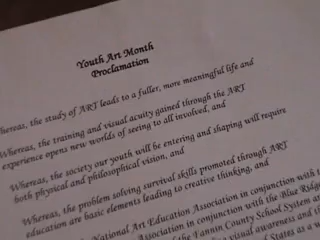 Youth Art Month
Proclamation
Whereas, the study of ART leads to a fuller, more meaningful life and
Whereas, the training and visual acuity gained through the ART
experience opens new worlds of seeing to all involved, and
Whereas, the society our youth will be entering and shaping will require
both physical and philosophical vision, and
Whereas, the problem solving survival skills promoted through ART
education are basic elements leading to creative thinking, and
National Art Education Association in conjunction with t
in conjunction with the Blue Ridge
the Fannin County School System a
visual awareness and th
States as a w